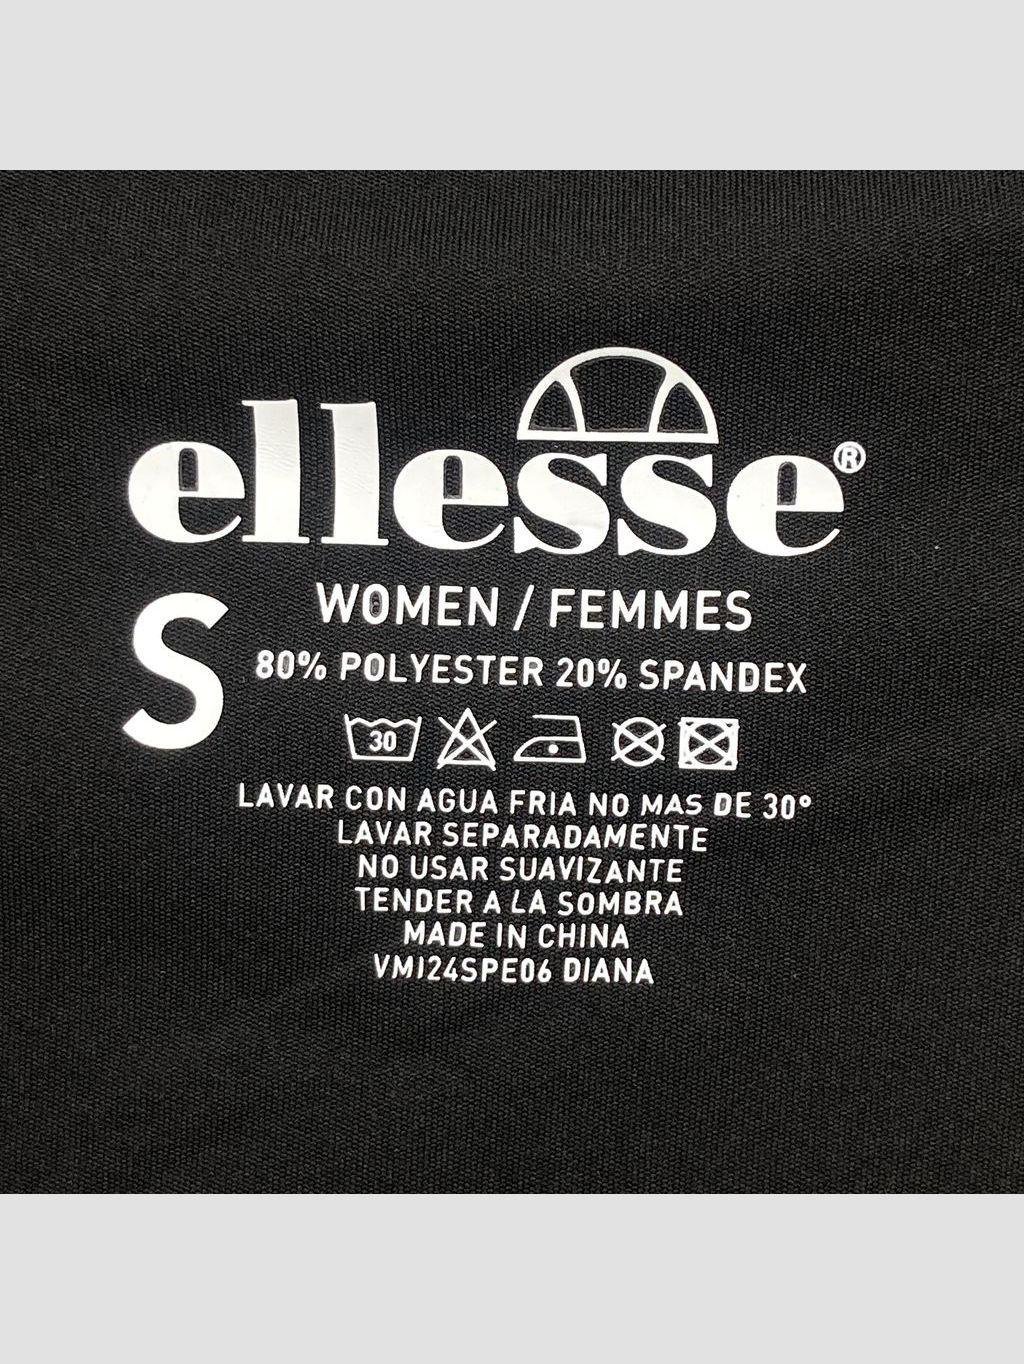 ellesse®
S
WOMEN / FEMMES
80% POLYESTER 20% SPANDEX
30
LAVAR CON AGUA FRIA NO MAS DE 30°
LAVAR SEPARADAMENTE
NO USAR SUAVIZANTE
TENDER A LA SOMBRA
MADE IN CHINA
VMI24SPE06 DIANA